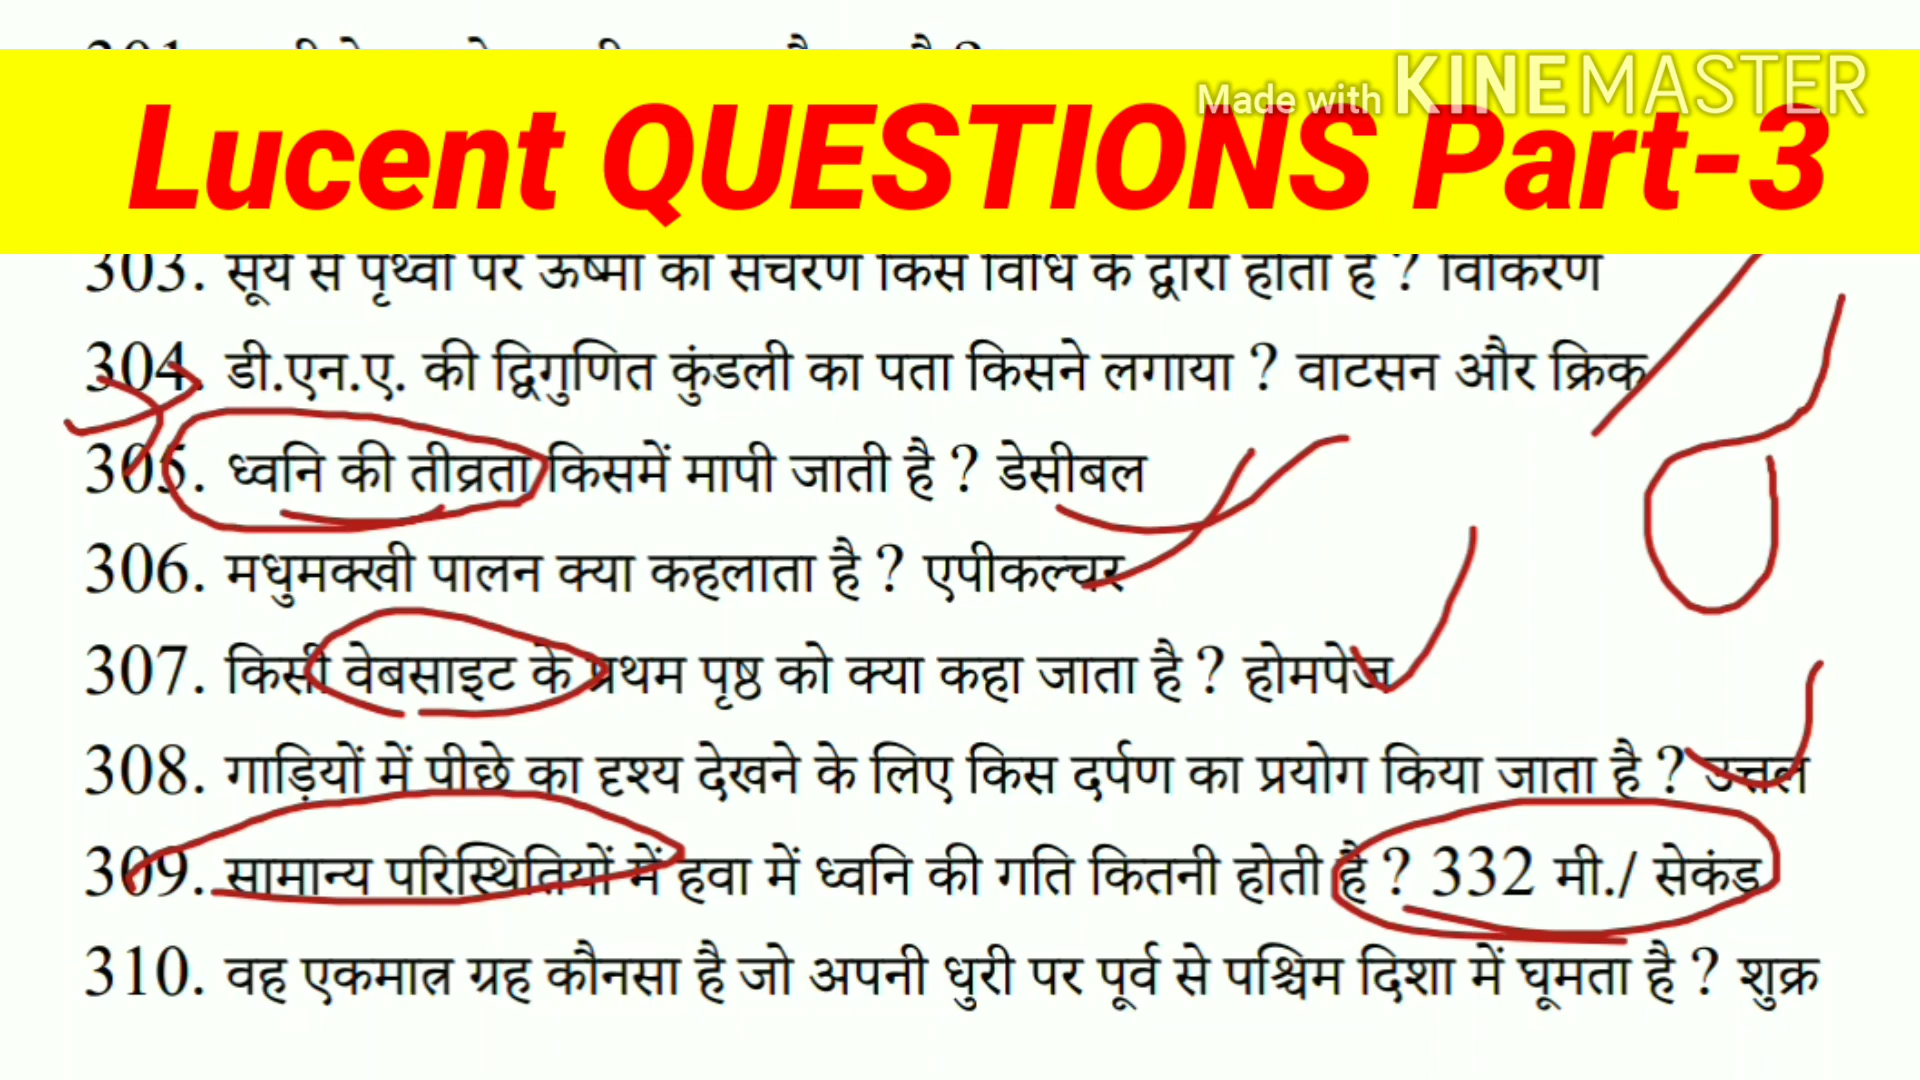 Made with KINEMASTER
Lucent QUESTIONS Part-3
303. सूर्य से पृथ्वी पर ऊष्मा का संचरण किस विधि के द्वारा होता है ? विकिरण
304. डी.एन.ए. की द्विगुणित कुंडली का पता किसने लगाया ? वाटसन और क्रिक
305. ध्वनि की तीव्रता किसमें मापी जाती है ? डेसीबल
306. मधुमक्खी पालन क्या कहलाता है ? एपीकल्चर
307. किसी वेबसाइट के प्रथम पृष्ठ को क्या कहा जाता है ? होमपेज
308. गाड़ियों में पीछे का दृश्य देखने के लिए किस दर्पण का प्रयोग किया जाता है ? उत्तल
309. सामान्य परिस्थितियों में हवा में ध्वनि की गति कितनी होती है ? 332 मी./ सेकंड
310. वह एकमात्र ग्रह कौनसा है जो अपनी धुरी पर पूर्व से पश्चिम दिशा में घूमता है ? शुक्र